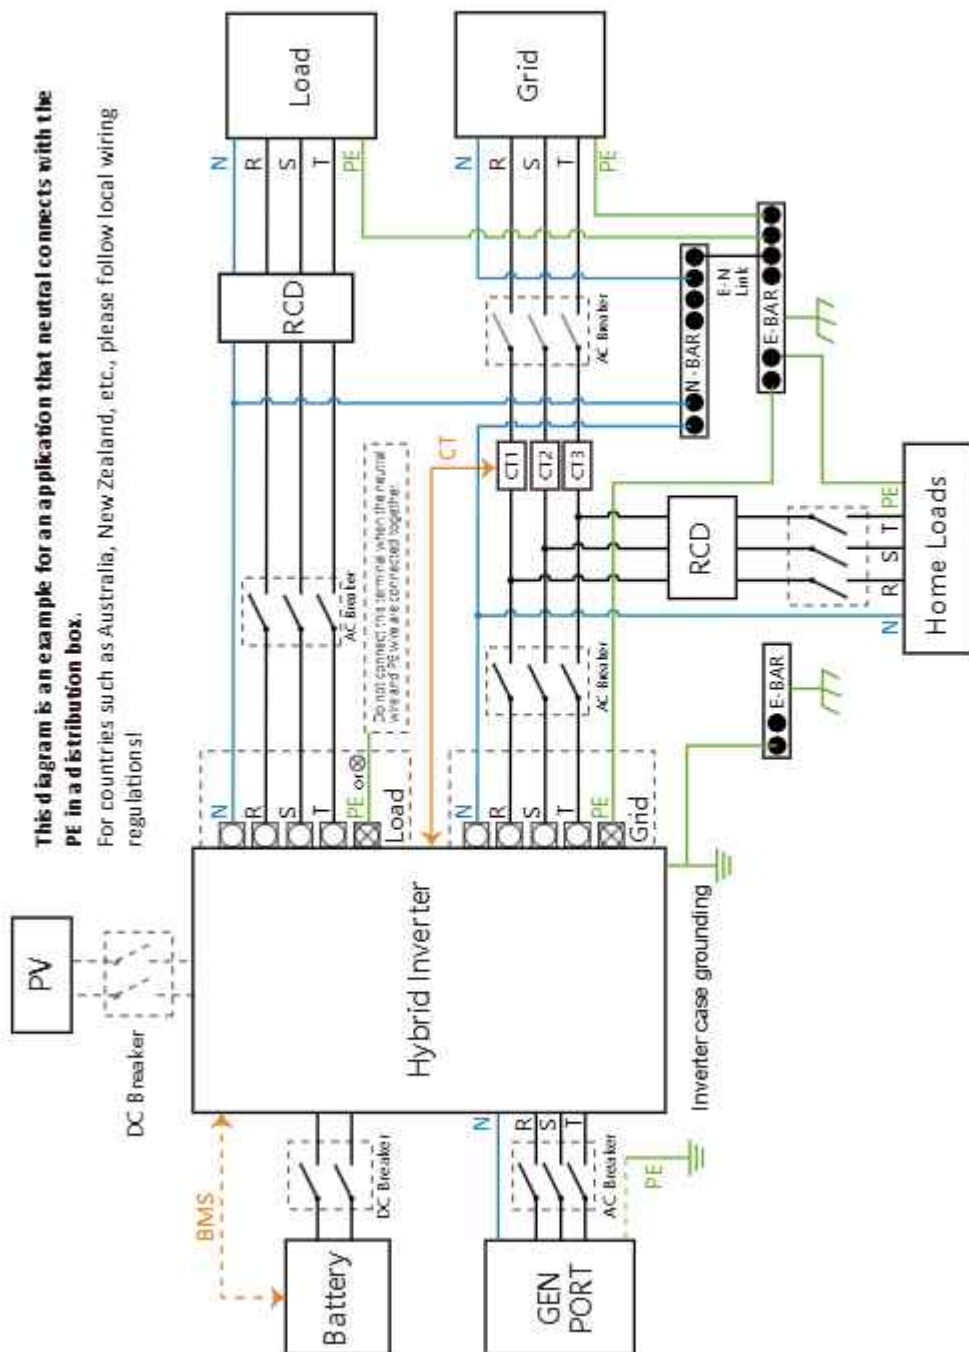 This diagram is an example for an application that neutral connects with the
PE in a distribution box.
For countries such as Australia, New Zealand, etc., please follow local wiring
regulations!
PV
DC Breaker
BMS
Battery
DC Breaker
GEN
PORT
AC Breaker
N
R
S
T
PE
Hybrid Inverter
Inverter case grounding
N
R
S
T
PE
or
Load
Do not connect this terminal when the neutral
wire and PE wire are connected together.
AC Breaker
RCD
N
R
S
T
PE
Load
CT
N
R
S
T
PE
Grid
AC Breaker
CT1
CT2
CT3
AC Breaker
N
R
S
T
PE
Grid
N-BAR
E-N
Link
E-BAR
E-BAR
RCD
N
R
S
T
PE
Home Loads